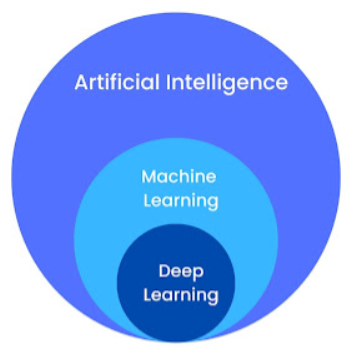 Artificial Intelligence
Machine
Learning
Deep
Learning